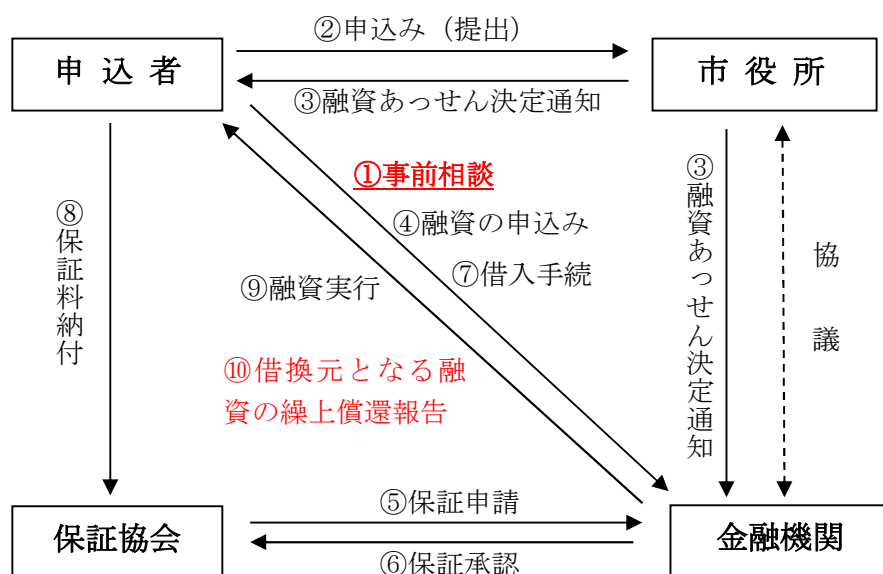 ②申込み（提出）
申 込 者
市 役 所
③融資あっせん決定通知
①事前相談
④融資の申込み
⑦借入手続
⑨融資実行
⑧保証料納付
③融資あっせん決定通知
協議
⑩借換元となる融
資の繰上償還報告
⑤保証申請
保証協会
金融機関
⑥保証承認